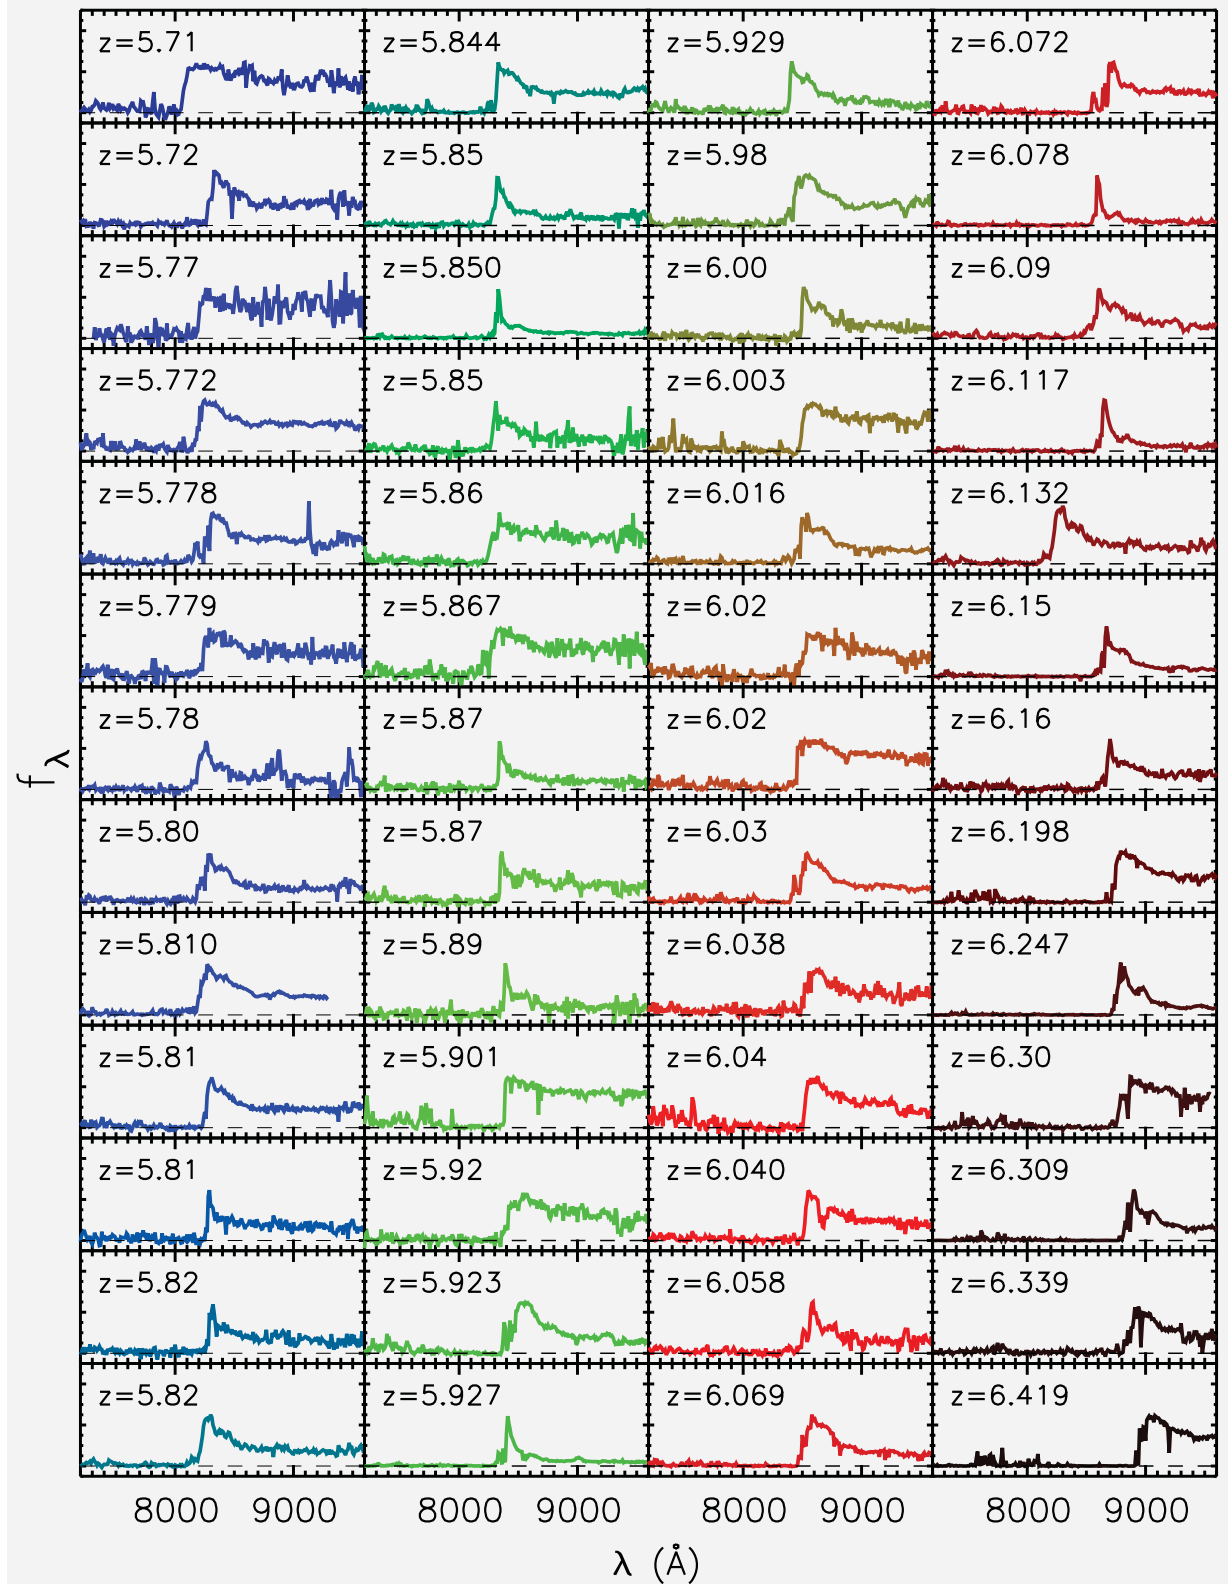 z=5.71 z=5.844 z=5.929 z=6.072
z=5.72 z=5.85 z=5.98 z=6.078
z=5.77 z=5.850 z=6.00 z=6.09
z=5.772 z=5.85 z=6.003 z=6.117
z=5.778 z=5.86 z=6.016 z=6.132
z=5.779 z=5.867 z=6.02 z=6.15
z=5.78 z=5.87 z=6.02 z=6.16
fλ
z=5.80 z=5.87 z=6.03 z=6.198
z=5.810 z=5.89 z=6.038 z=6.247
z=5.81 z=5.901 z=6.04 z=6.30
z=5.81 z=5.92 z=6.040 z=6.309
z=5.82 z=5.923 z=6.058 z=6.339
z=5.82 z=5.927 z=6.069 z=6.419
8000 9000 8000 9000 8000 9000 8000 9000
λ (Å)